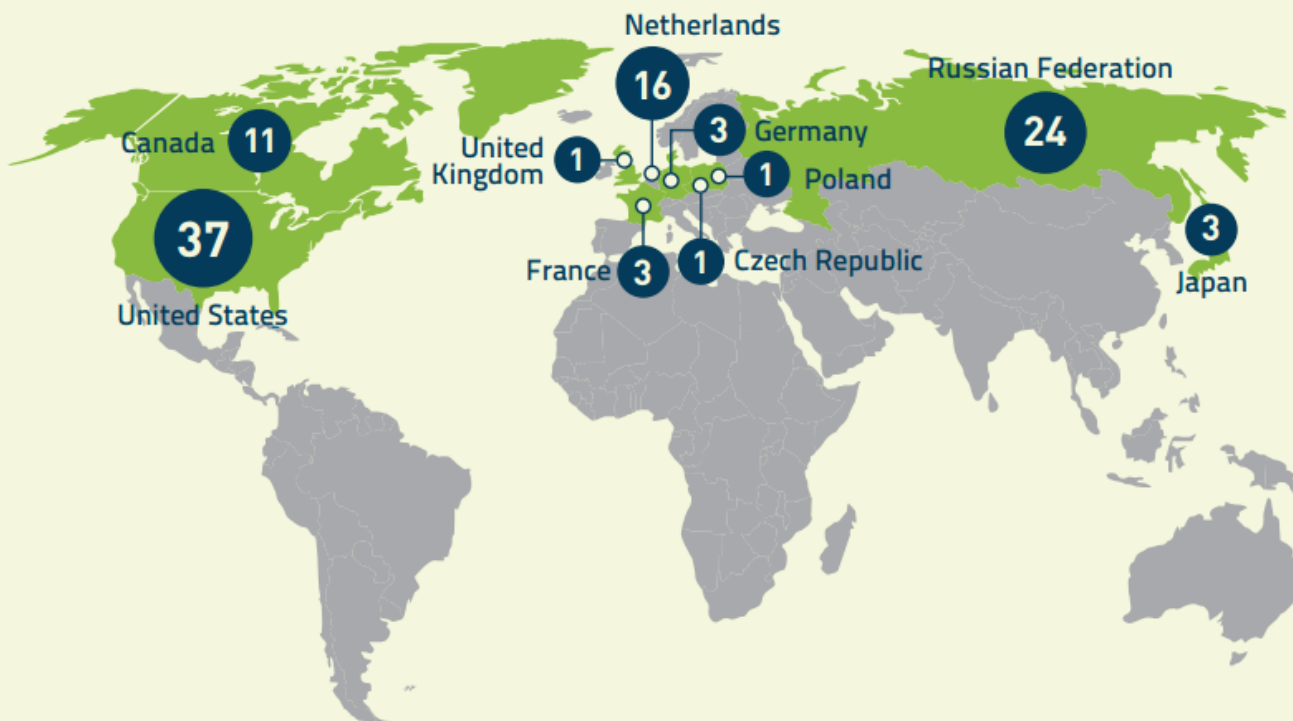 Netherlands
16
Russian Federation
24
Canada
11
United
Kingdom
1
3
Germany
1
Poland
37
United States
France
3
1
Czech Republic
3
Japan